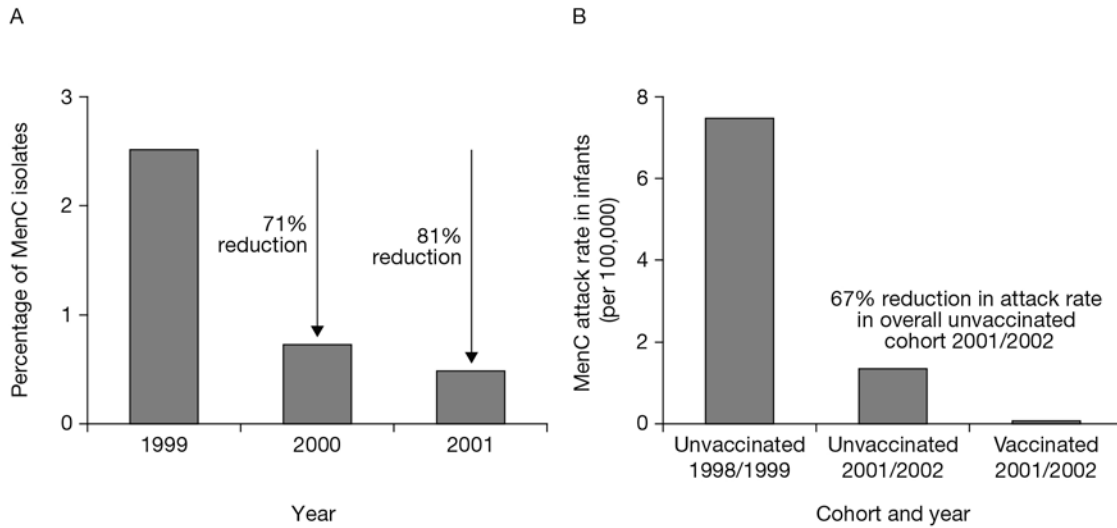 A
Percentage of MenC isolates
3
2
1
0
71%
reduction
81%
reduction
1999
2000
2001
Year
B
MenC attack rate in infants
(per 100,000)
8
6
4
2
0
67% reduction in attack rate
in overall unvaccinated
cohort 2001/2002
Unvaccinated
1998/1999
Unvaccinated
2001/2002
Vaccinated
2001/2002
Cohort and year